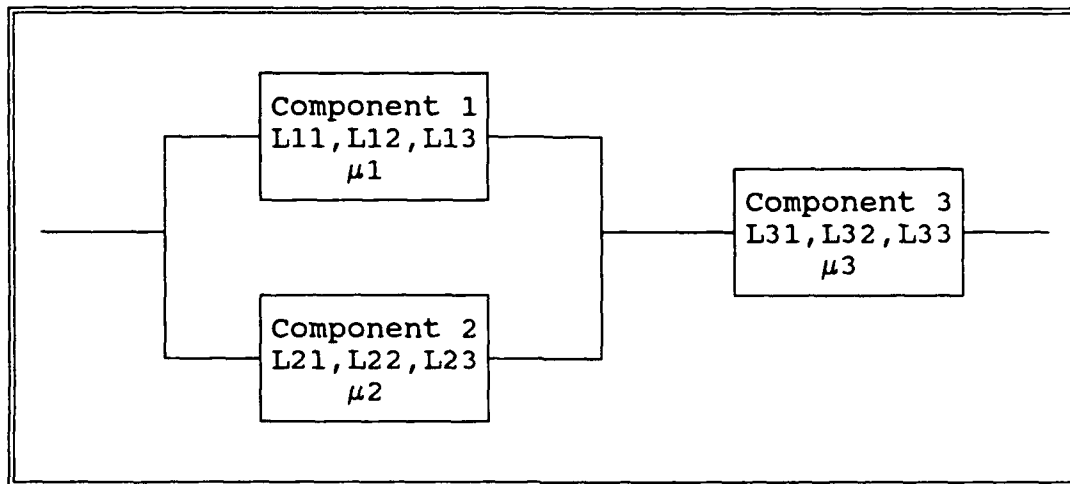 Component 1
L11,L12,L13
μ1
Component 2
L21,L22,L23
μ2
Component 3
L31,L32,L33
μ3